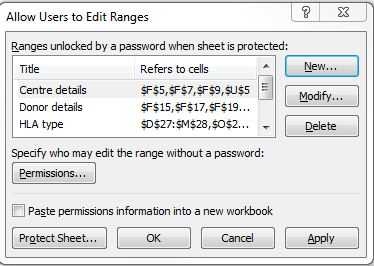 Allow Users to Edit Ranges
Ranges unlocked by a password when sheet is protected:
Title Refers to cells New...
Centre details $F$5,$F$7,$F$9,$U$5
Donor details $F$15,$F$17,$F$19... Modify...
HLA type $D$27:$M$28,$O$2... Delete
Specify who may edit the range without a password:
Permissions...
Paste permissions information into a new workbook
Protect Sheet... OK Cancel Apply